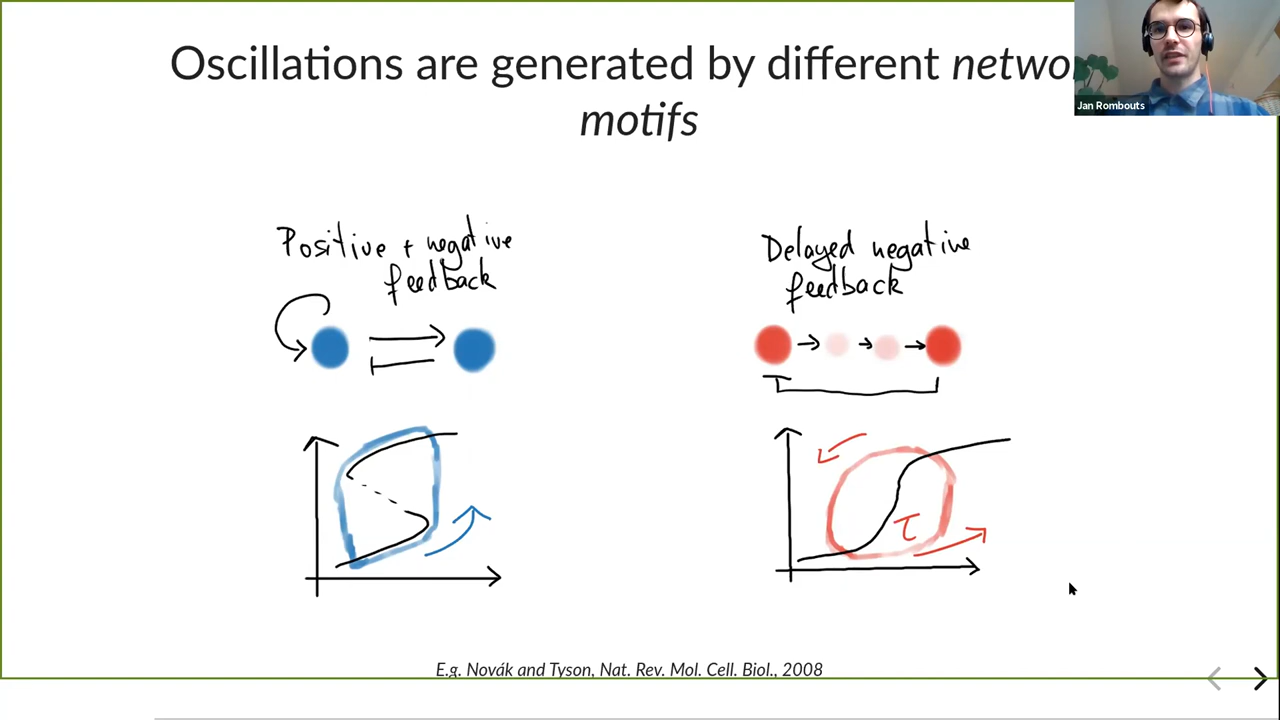 Oscillations are generated by different netwo
motifs
Jan Rombouts
Positive + negative
feedback
Delayed negative
feedback
τ
E.g. Novák and Tyson, Nat. Rev. Mol. Cell. Biol., 2008